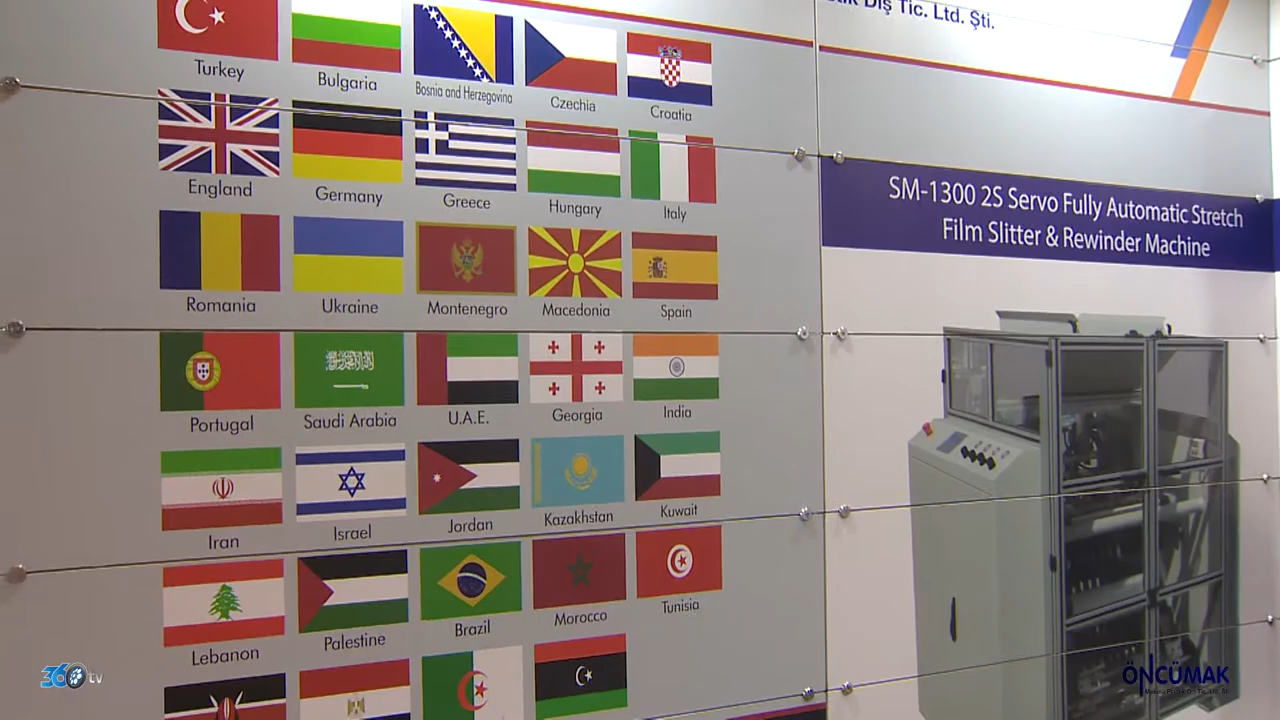 Dış Tic. Ltd. Şti.
Turkey
Bulgaria
Bosnia and Herzegovina
Czechia
Croatia
England
Germany
Greece
Hungary
Italy
SM-1300 2S Servo Fully Automatic Stretch
Film Slitter & Rewinder Machine
Romania
Ukraine
Montenegro
Macedonia
Spain
Portugal
Saudi Arabia
U.A.E.
Georgia
India
Iran
Israel
Jordan
Kazakhstan
Kuwait
Lebanon
Palestine
Brazil
Morocco
Tunisia
360 tv
ÖNCÜMAK